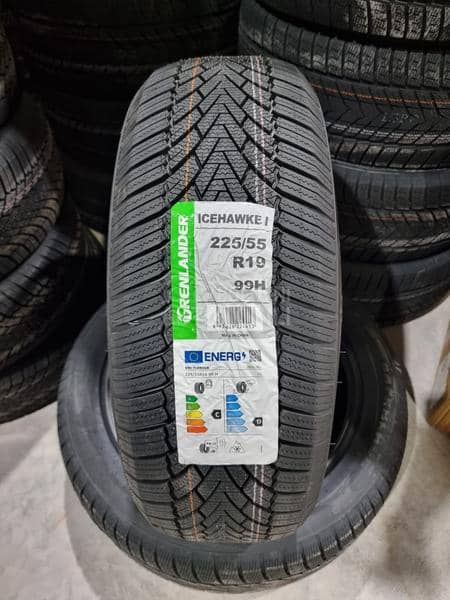 GRENLANDER
ICEHAWKE I
225/55
R19
99H
ENERG
C
D